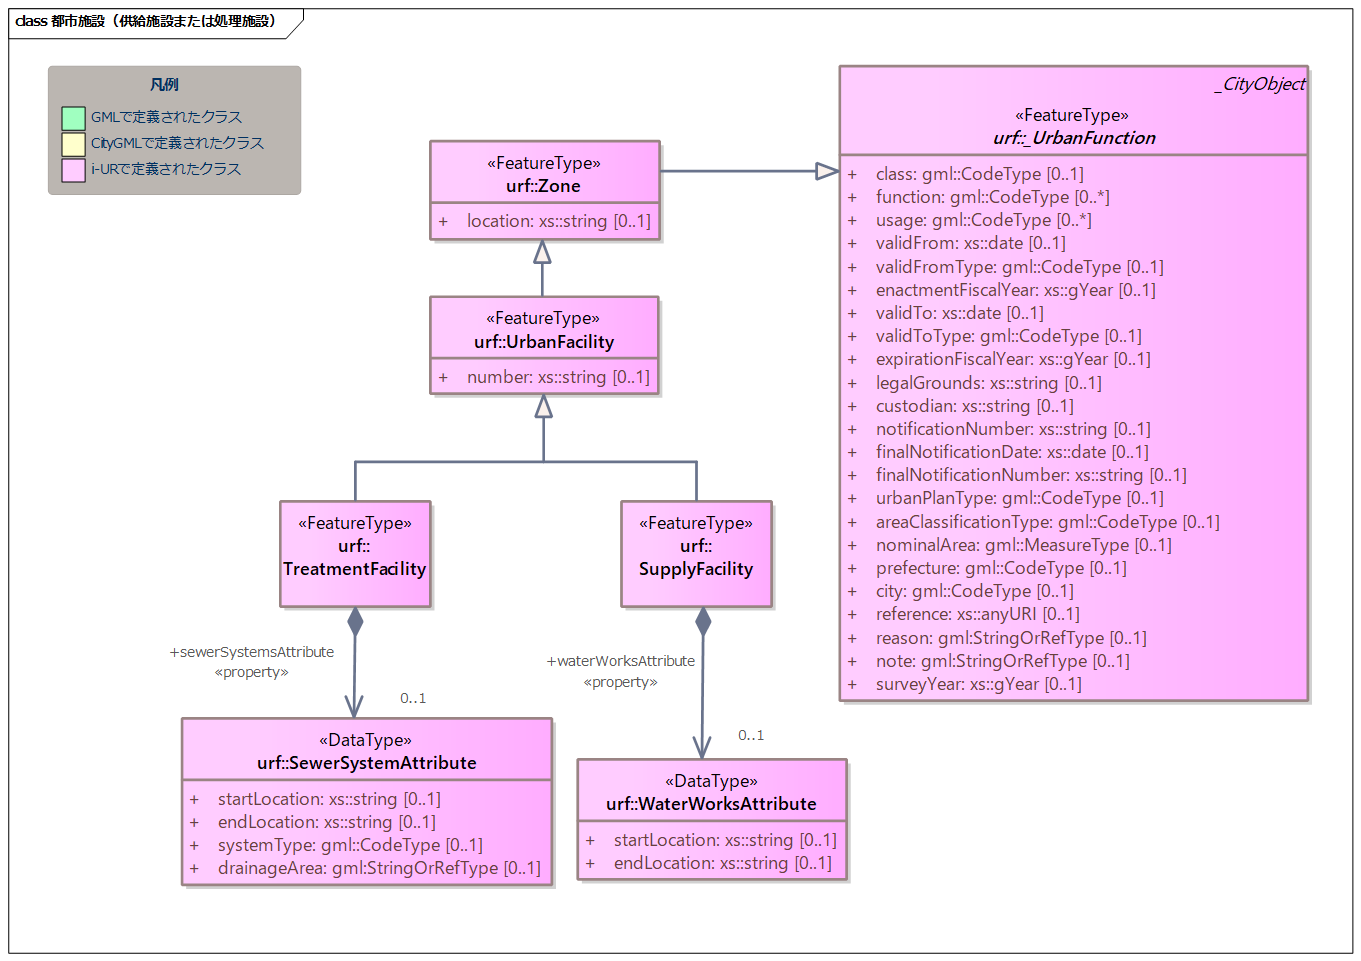 class 都市施設（供給施設または処理施設）
凡例
GMLで定義されたクラス
CityGMLで定義されたクラス
i-URで定義されたクラス
_CityObject
«FeatureType»
urf::_UrbanFunction
+ class: gml::CodeType [0..1]
+ function: gml::CodeType [0..*]
+ usage: gml::CodeType [0..*]
+ validFrom: xs::date [0..1]
+ validFromType: gml::CodeType [0..1]
+ enactmentFiscalYear: xs::gYear [0..1]
+ validTo: xs::date [0..1]
+ validToType: gml::CodeType [0..1]
+ expirationFiscalYear: xs::gYear [0..1]
+ legalGrounds: xs::string [0..1]
+ custodian: xs::string [0..1]
+ notificationNumber: xs::string [0..1]
+ finalNotificationDate: xs::date [0..1]
+ finalNotificationNumber: xs::string [0..1]
+ urbanPlanType: gml::CodeType [0..1]
+ areaClassificationType: gml::CodeType [0..1]
+ nominalArea: gml::MeasureType [0..1]
+ prefecture: gml::CodeType [0..1]
+ city: gml::CodeType [0..1]
+ reference: xs::anyURI [0..1]
+ reason: gml:StringOrRefType [0..1]
+ note: gml:StringOrRefType [0..1]
+ surveyYear: xs::gYear [0..1]
«FeatureType»
urf::Zone
+ location: xs::string [0..1]
«FeatureType»
urf::UrbanFacility
+ number: xs::string [0..1]
«FeatureType»
urf::
TreatmentFacility
«FeatureType»
urf::
SupplyFacility
+sewerSystemsAttribute
«property»
0..1
+waterWorksAttribute
«property»
0..1
«DataType»
urf::SewerSystemAttribute
+ startLocation: xs::string [0..1]
+ endLocation: xs::string [0..1]
+ systemType: gml::CodeType [0..1]
+ drainageArea: gml:StringOrRefType [0..1]
«DataType»
urf::WaterWorksAttribute
+ startLocation: xs::string [0..1]
+ endLocation: xs::string [0..1]